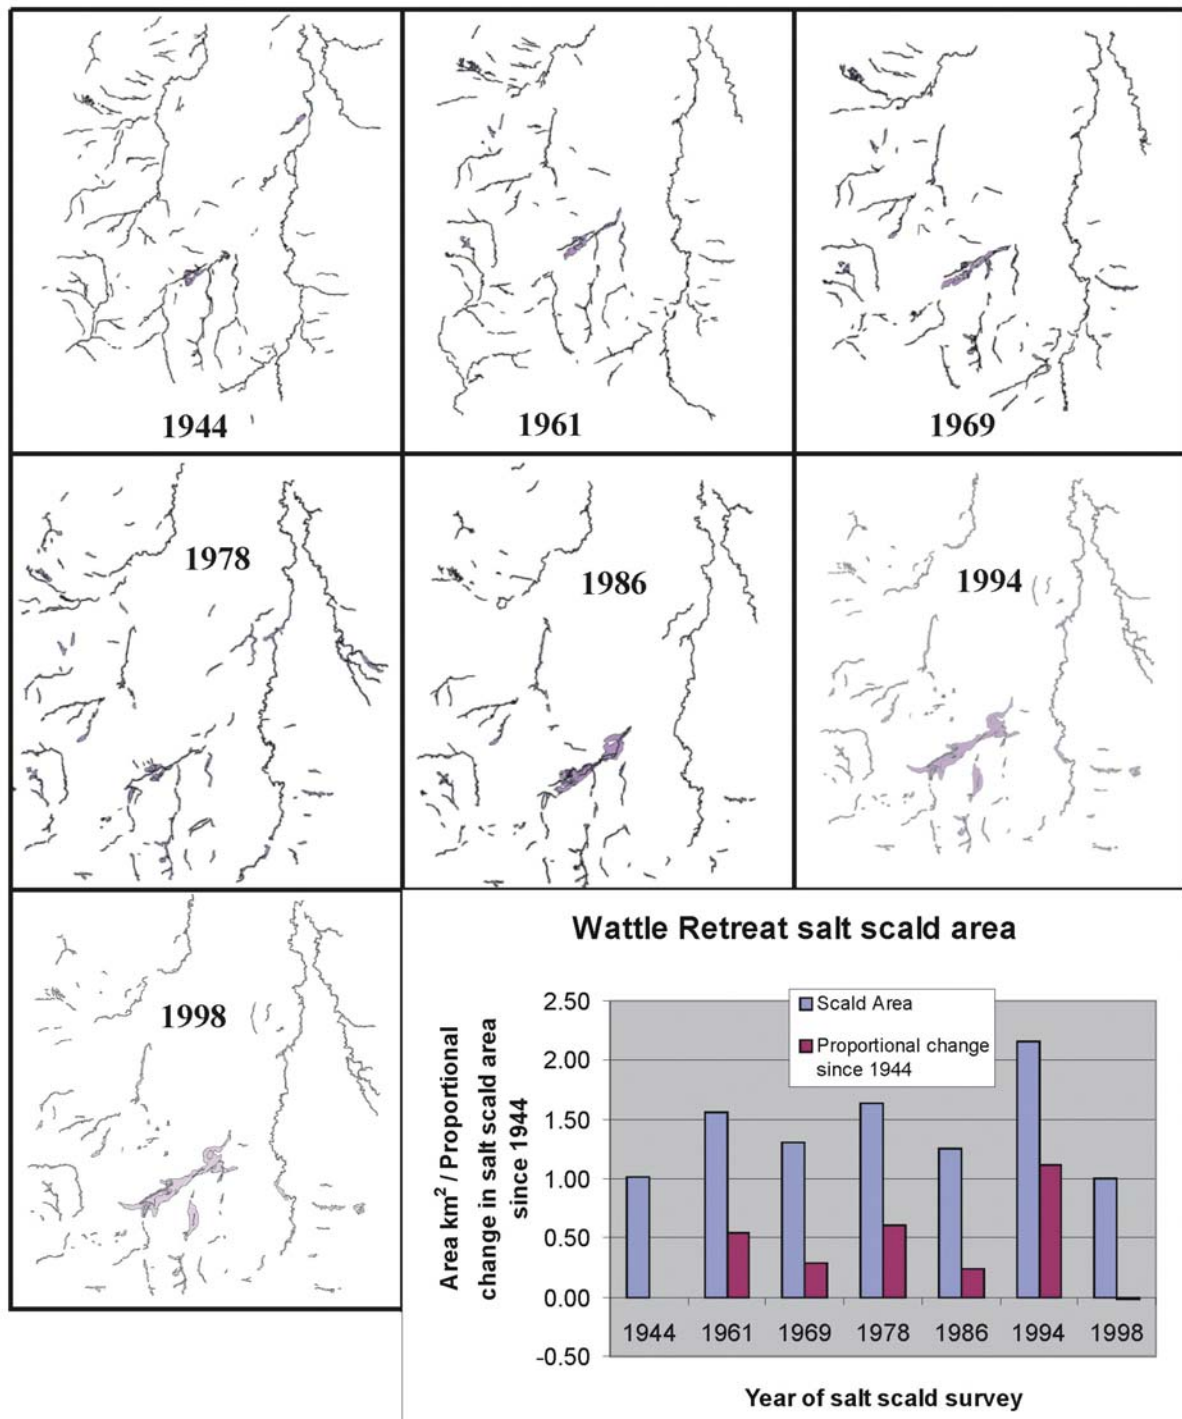 1944
1961
1969
1978
1986
1994
1998
Wattle Retreat salt scald area
Area km² / Proportional
change in salt scald area
since 1944
2.50
2.00
1.50
1.00
0.50
0.00
-0.50
Scald Area
Proportional change
since 1944
1944 1961 1969 1978 1986 1994 1998
Year of salt scald survey